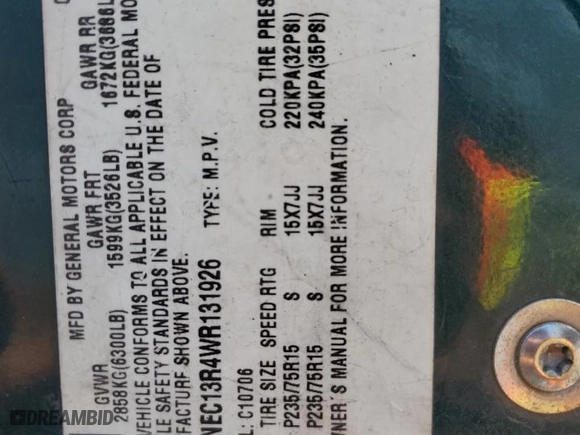 MFD BY GENERAL MOTORS CORP
GVWR GAWR FRT GAWR RR
2858KG(6300LB) 1599KG(3526LB) 1672KG(3686L
VEHICLE CONFORMS TO ALL APPLICABLE U.S. FEDERAL MO
LE SAFETY STANDARDS IN EFFECT ON THE DATE OF
FACTURE SHOWN ABOVE.
NEC13R4WR131926 TYPE: M.P.V.
L: C10706
TIRE SIZE SPEED RTG RIM COLD TIRE PRES
P235/75R15 S 15X7JJ 220KPA(32PSI)
P235/75R15 S 15X7JJ 240KPA(35PSI)
NER'S MANUAL FOR MORE INFORMATION.
DREAMBID